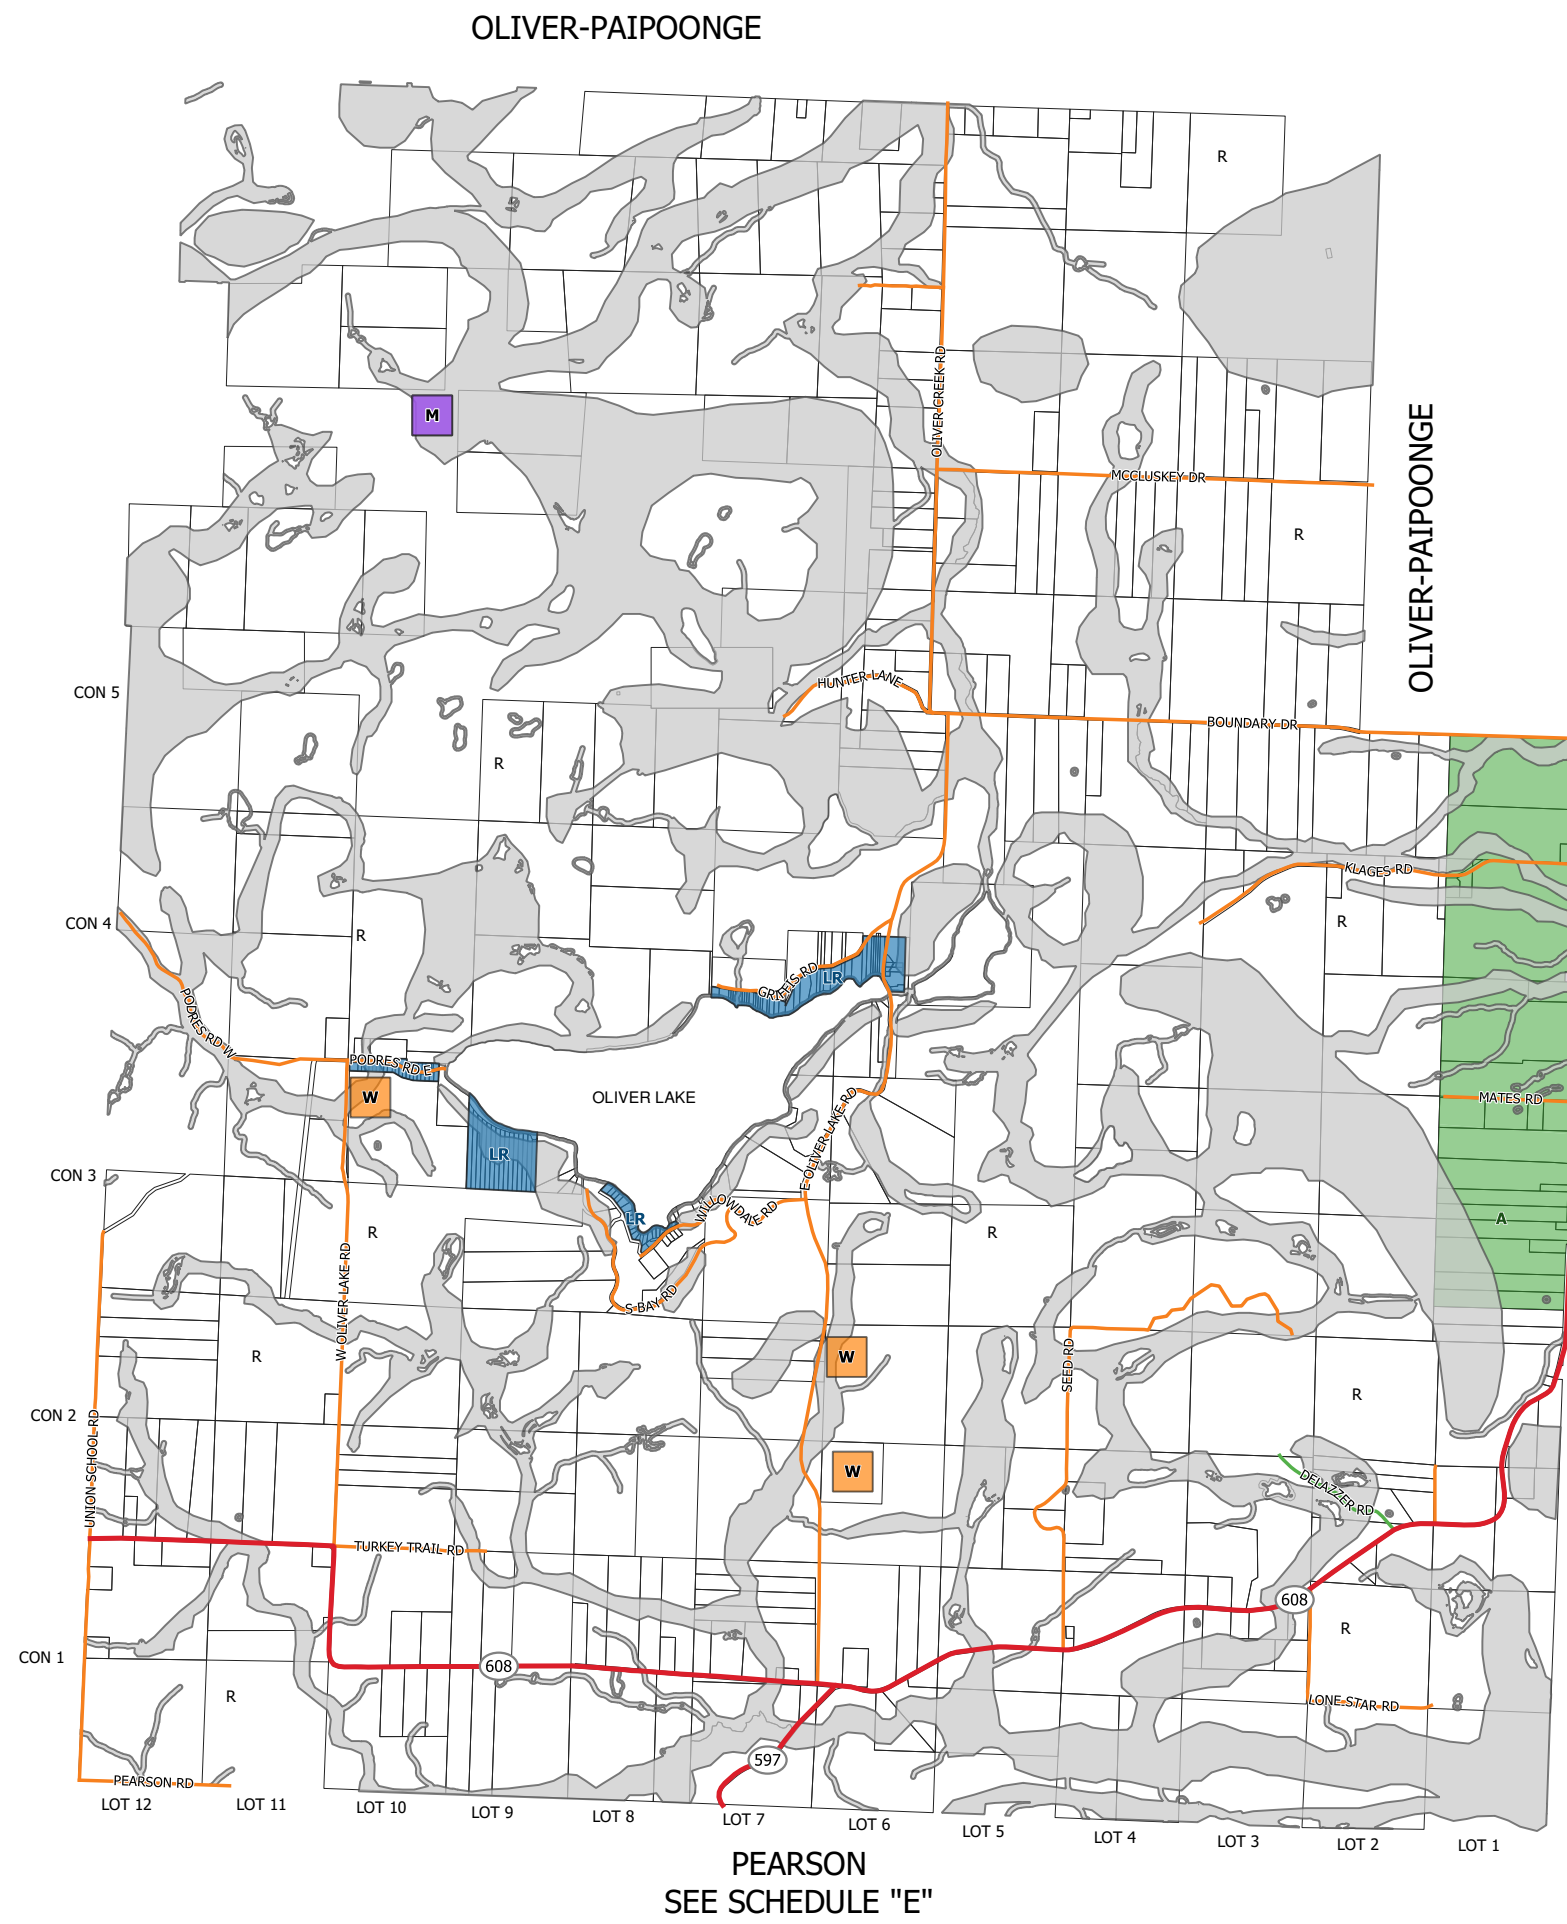 OLIVER-PAIPOONGE
R
OLIVER CREEK RD
M
OLIVER-PAIPOONGE
MCCLUSKEY DR
R
CON 5
HUNTER LANE
BOUNDARY DR
R
KLAGES RD
CON 4
R
R
GRIFFIS RD
LR
PODRES RD W
PODRES RD E
W
OLIVER LAKE
MATES RD
E OLIVER LAKE RD
LR
CON 3
LR
WILLOWDALE RD
R
R
A
W OLIVER LAKE RD
S BAY RD
R
W
SEED RD
R
CON 2
UNION SCHOOL RD
W
DELAZZER RD
TURKEY TRAIL RD
608
R
CON 1
608
R
LONE STAR RD
597
PEARSON RD
LOT 12
LOT 11
LOT 10
LOT 9
LOT 8
LOT 7
LOT 6
LOT 5
LOT 4
LOT 3
LOT 2
LOT 1
PEARSON
SEE SCHEDULE "E"